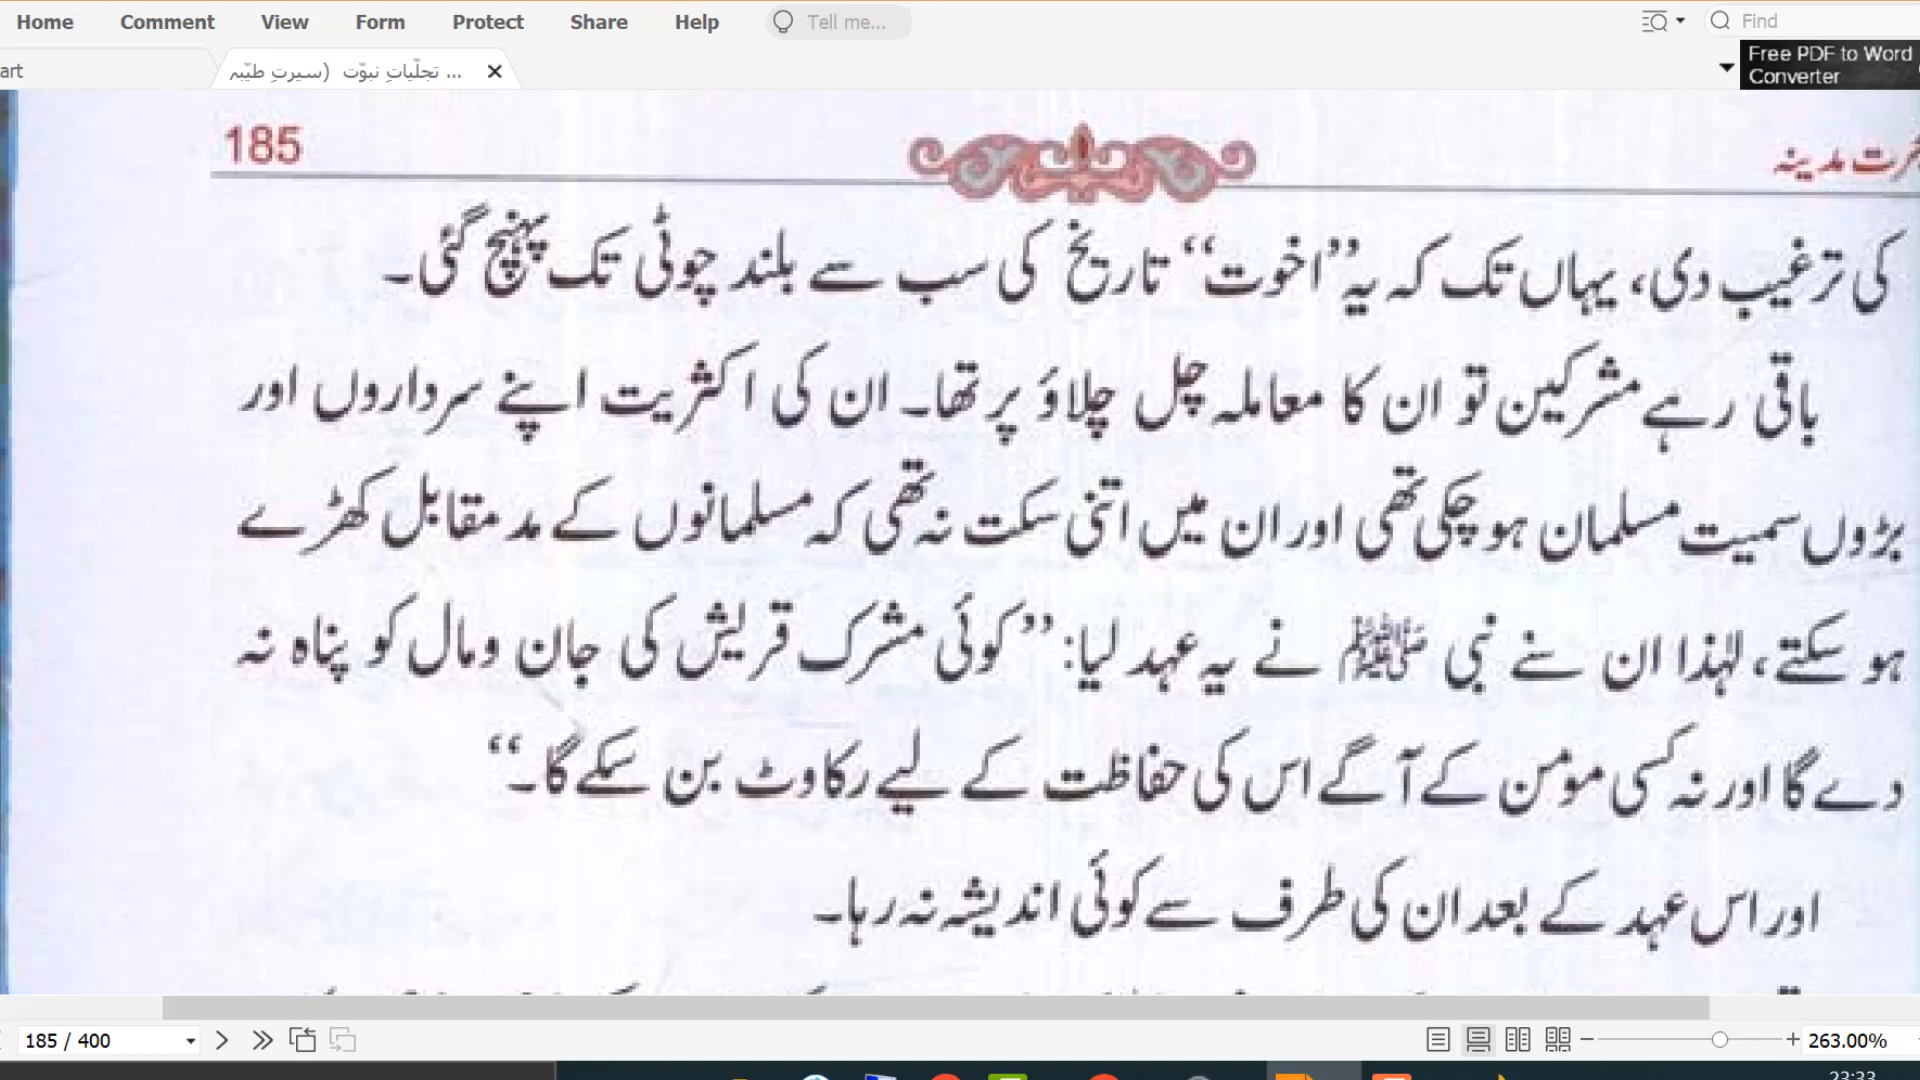 Home Comment View Form Protect Share Help Tell me... Find
art
تجلّیاتِ نبوّت (سیرتِ طیّبہ ...
Free PDF to Word
Converter
185
مدینہ
کی ترغیب دی، یہاں تک کہ یہ ”اخوت“ تاریخ کی سب سے بلند چوٹی تک پہنچ گئی۔
باقی رہے مشرکین تو ان کا معاملہ چل چلاؤ پر تھا۔ ان کی اکثریت اپنے سرداروں اور
بڑوں سمیت مسلمان ہو چکی تھی اور ان میں اتنی سکت نہ تھی کہ مسلمانوں کے مد مقابل کھڑے
ہو سکتے، لہٰذا ان سے نبی ﷺ نے یہ عہد لیا: ”کوئی مشرک قریش کی جان و مال کو پناہ نہ
دے گا اور نہ کسی مومن کے آگے اس کی حفاظت کے لیے رکاوٹ بن سکے گا۔“
اور اس عہد کے بعد ان کی طرف سے کوئی اندیشہ نہ رہا۔
185 / 400
263.00%
23:33